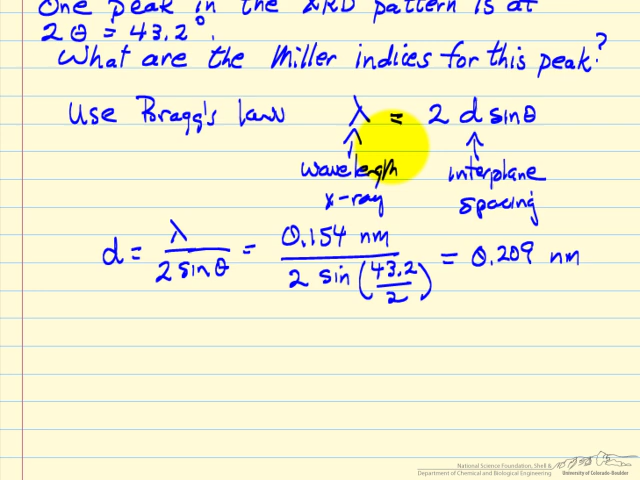 One peak in the XRD pattern is at
2θ = 43.2°.
What are the Miller indices for this peak?
Use Bragg's law λ = 2 d sinθ
wavelength x-ray
interplane spacing
d = λ / 2 sinθ = 0.154 nm / 2 sin (43.2/2) = 0.209 nm
National Science Foundation, Shell &
Department of Chemical and Biological Engineering
University of Colorado-Boulder